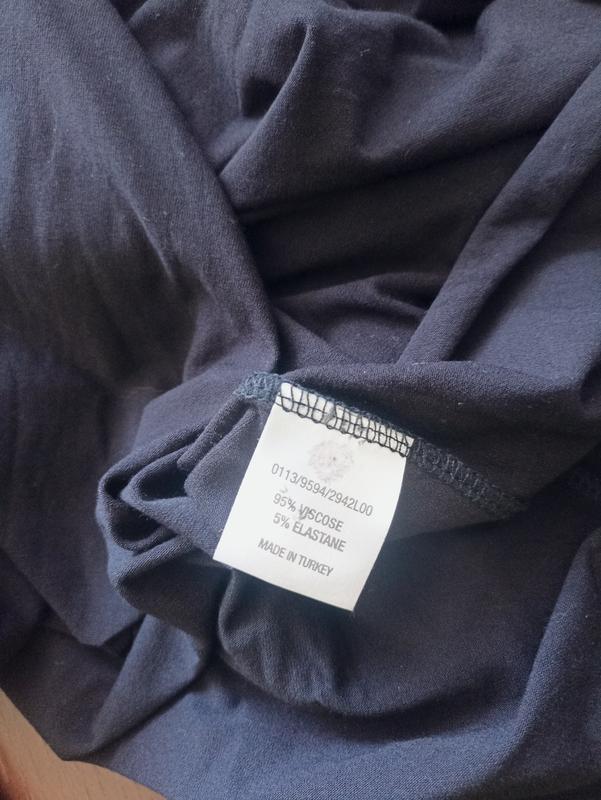 0113/9594/2942L00
95% VISCOSE
5% ELASTANE
MADE IN TURKEY